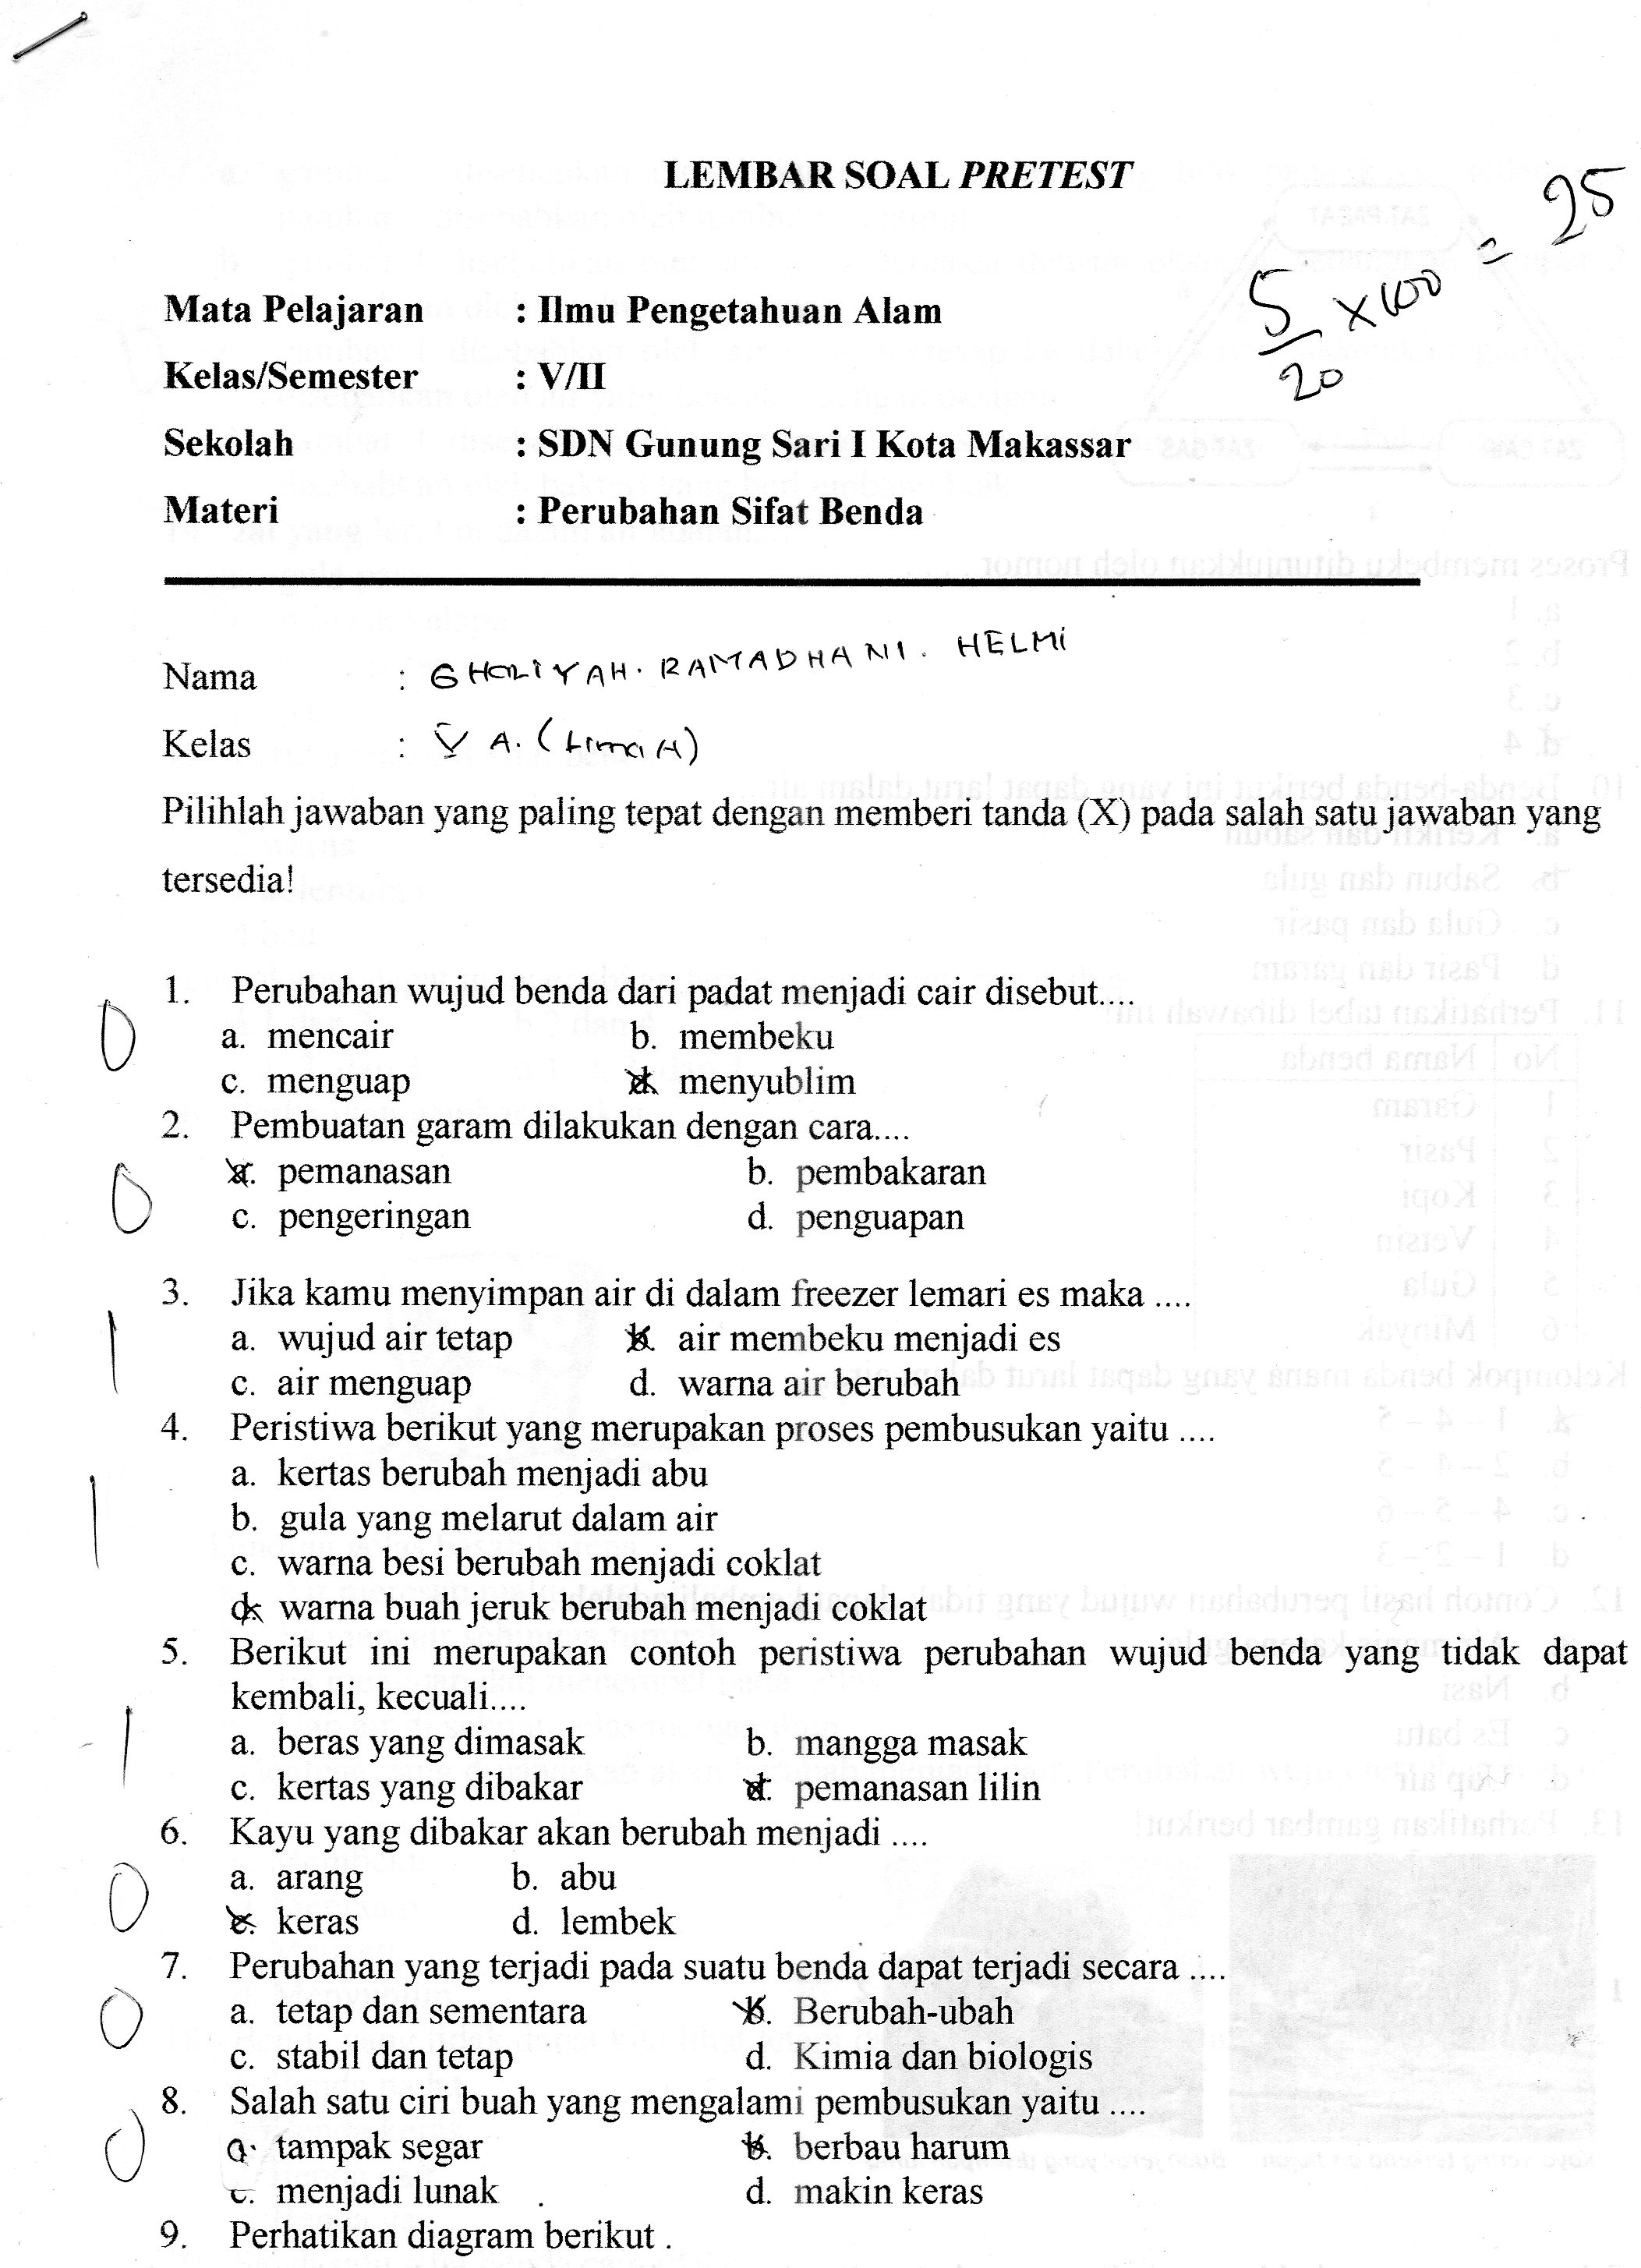 LEMBAR SOAL PRETEST
5/20 x 100 = 25
Mata Pelajaran : Ilmu Pengetahuan Alam
Kelas/Semester : V/II
Sekolah : SDN Gunung Sari I Kota Makassar
Materi : Perubahan Sifat Benda
Nama : RAMADHANI. HELMI
Kelas : V A. (Lima A)
Pilihlah jawaban yang paling tepat dengan memberi tanda (X) pada salah satu jawaban yang
tersedia!
1. Perubahan wujud benda dari padat menjadi cair disebut....
0
a. mencair b. membeku
c. menguap d. menyublim
2. Pembuatan garam dilakukan dengan cara....
a. pemanasan b. pembakaran
0
c. pengeringan d. penguapan
3. Jika kamu menyimpan air di dalam freezer lemari es maka ....
1
a. wujud air tetap b. air membeku menjadi es
c. air menguap d. warna air berubah
4. Peristiwa berikut yang merupakan proses pembusukan yaitu ....
a. kertas berubah menjadi abu
1
b. gula yang melarut dalam air
c. warna besi berubah menjadi coklat
d. warna buah jeruk berubah menjadi coklat
5. Berikut ini merupakan contoh peristiwa perubahan wujud benda yang tidak dapat
kembali, kecuali....
1
a. beras yang dimasak b. mangga masak
c. kertas yang dibakar d. pemanasan lilin
6. Kayu yang dibakar akan berubah menjadi ....
a. arang b. abu
0
c. keras d. lembek
7. Perubahan yang terjadi pada suatu benda dapat terjadi secara ....
0
a. tetap dan sementara b. Berubah-ubah
c. stabil dan tetap d. Kimia dan biologis
8. Salah satu ciri buah yang mengalami pembusukan yaitu ....
0
a. tampak segar b. berbau harum
c. menjadi lunak d. makin keras
9. Perhatikan diagram berikut .